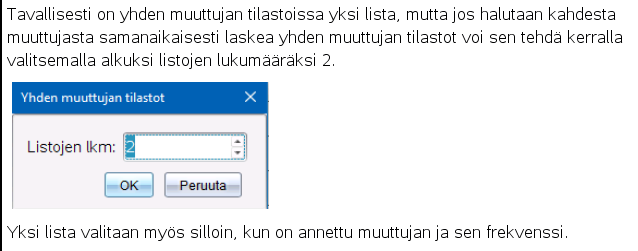 Tavallisesti on yhden muuttujan tilastoissa yksi lista, mutta jos halutaan kahdesta
muuttujasta samanaikaisesti laskea yhden muuttujan tilastot voi sen tehdä kerralla
valitsemalla alkuksi listojen lukumääräksi 2.
Yhden muuttujan tilastot
Listojen lkm: 2
OK Peruuta
Yksi lista valitaan myös silloin, kun on annettu muuttujan ja sen frekvenssi.